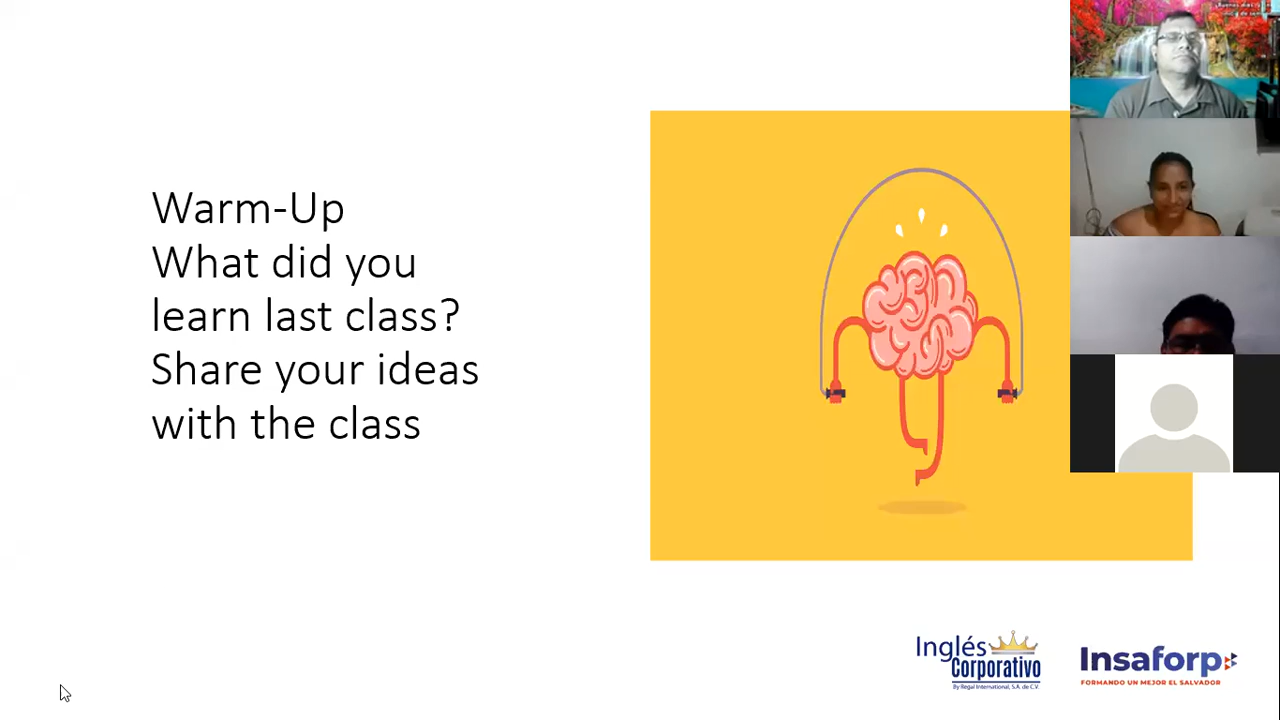 Warm-Up
What did you
learn last class?
Share your ideas
with the class
Inglés
Corporativo
By Regal International, S.A. de C.V.
Insaforp
FORMANDO UN MEJOR EL SALVADOR